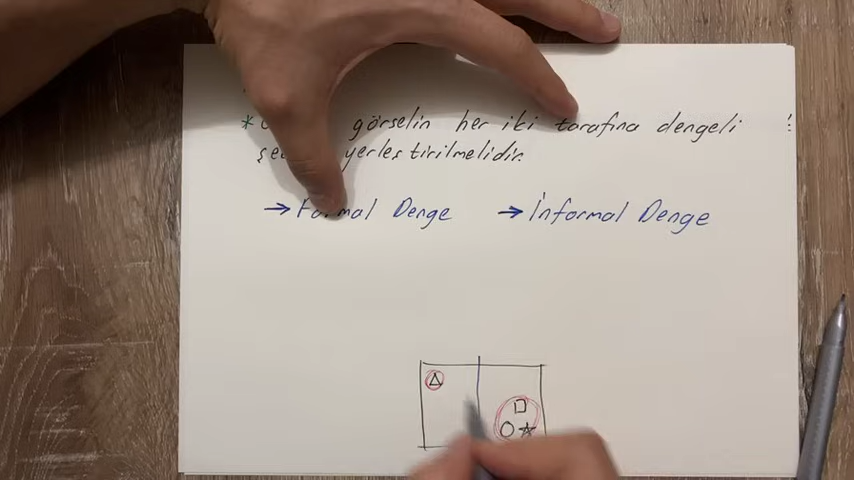 * görselin her iki tarafına dengeli
yerleştirilmelidir.
→ Formal Denge → İnformal Denge